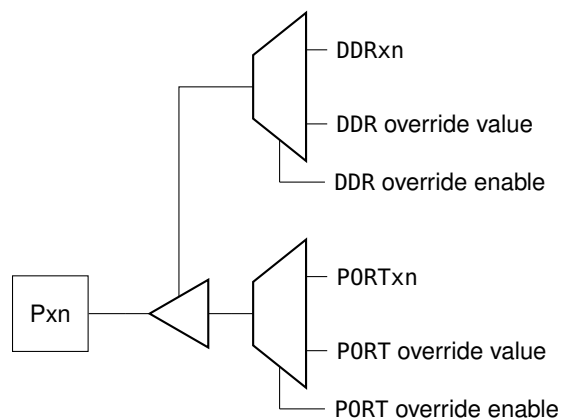 DDRxn
DDR override value
DDR override enable
Pxn
PORTxn
PORT override value
PORT override enable